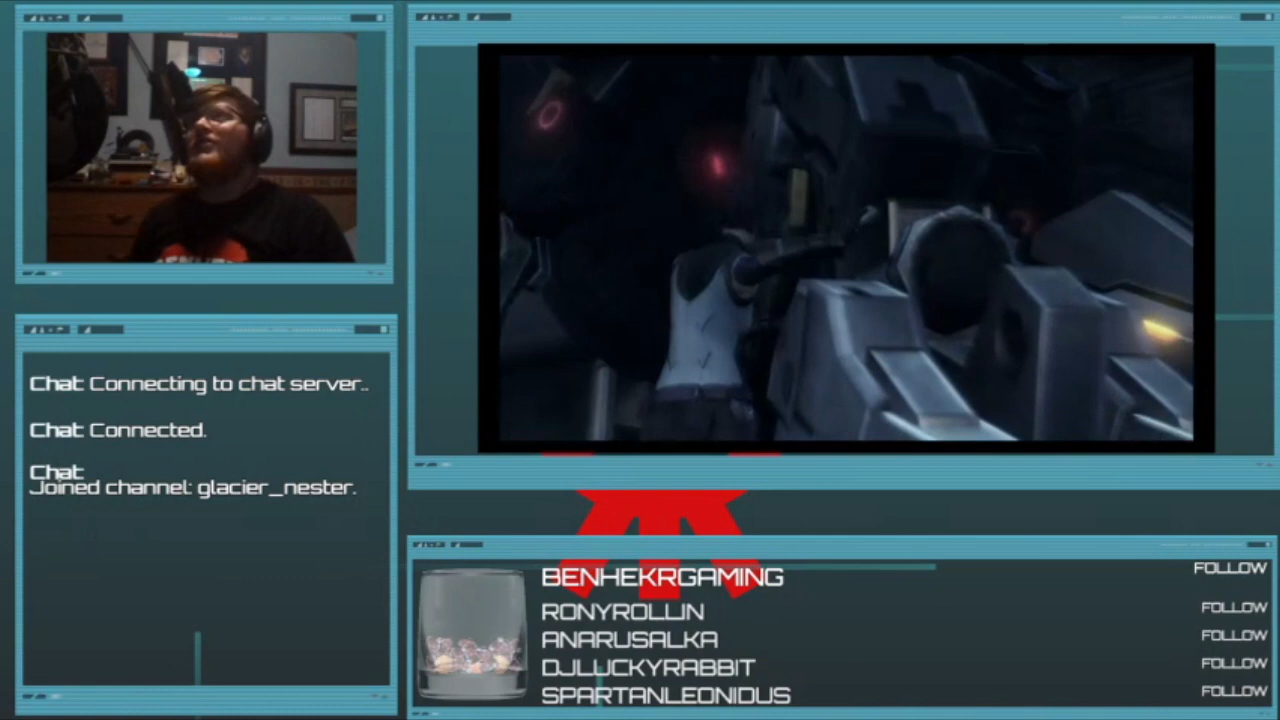 Chat: Connecting to chat server..
Chat: Connected.
Chat:
Joined channel: glacier_nester.
BENHEKRGAMING FOLLOW
RONYROLLIN FOLLOW
ANARUSALKA FOLLOW
DJLUCKYRABBIT FOLLOW
SPARTANLEONIDUS FOLLOW